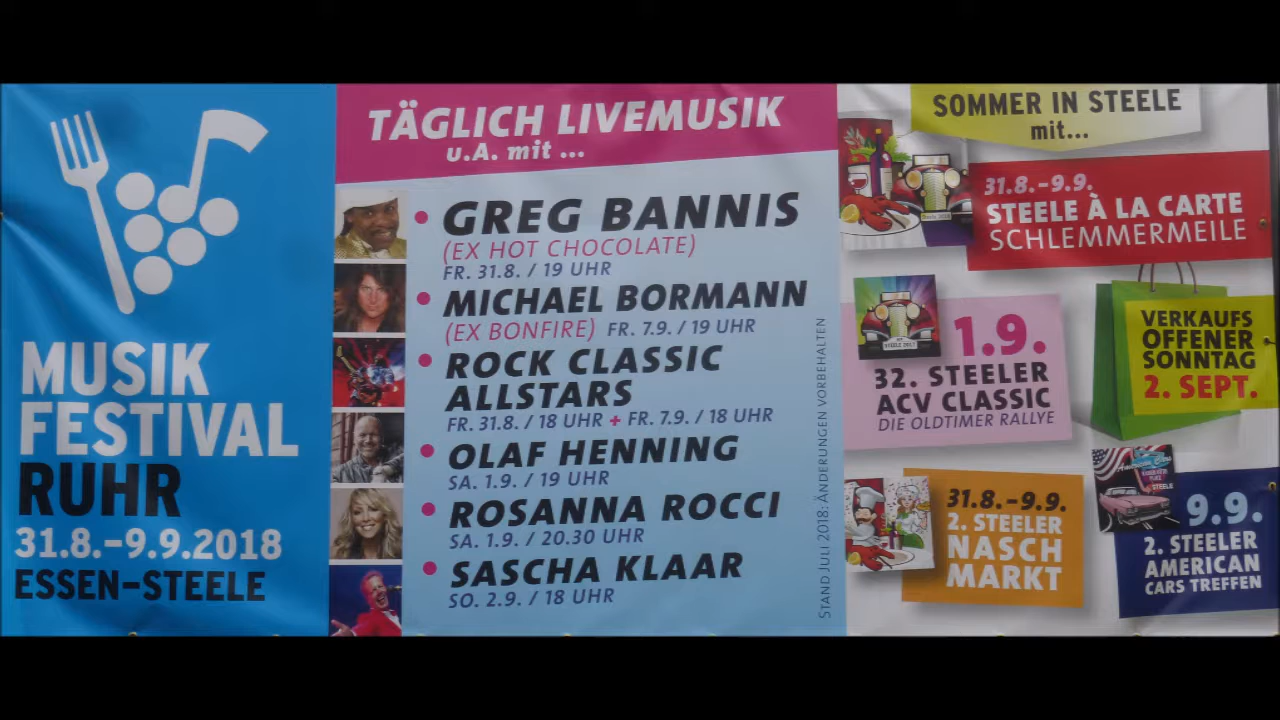 MUSIK
FESTIVAL
RUHR
31.8.–9.9.2018
ESSEN–STEELE
TÄGLICH LIVEMUSIK
u.A. mit ...
• GREG BANNIS
(EX HOT CHOCOLATE)
FR. 31.8. / 19 UHR
• MICHAEL BORMANN
(EX BONFIRE) FR. 7.9. / 19 UHR
• ROCK CLASSIC
ALLSTARS
FR. 31.8. / 18 UHR + FR. 7.9. / 18 UHR
• OLAF HENNING
SA. 1.9. / 19 UHR
• ROSANNA ROCCI
SA. 1.9. / 20.30 UHR
• SASCHA KLAAR
SO. 2.9. / 18 UHR
STAND JULI 2018: ÄNDERUNGEN VORBEHALTEN
SOMMER IN STEELE
mit...
31.8.–9.9.
STEELE À LA CARTE
SCHLEMMERMEILE
STEELE 2017
1.9.
32. STEELER
ACV CLASSIC
DIE OLDTIMER RALLYE
VERKAUFS
OFFENER
SONNTAG
2. SEPT.
31.8.–9.9.
2. STEELER
NASCH
MARKT
American Cars
STEELE
9.9.
2. STEELER
AMERICAN
CARS TREFFEN